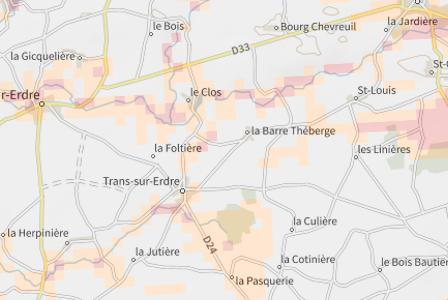 le Bois
Bourg Chevreuil
la Jardière
D33
la Gicquelière
St-
r-Erdre
le Clos
St-Louis
la Barre Théberge
la Foltière
les Linières
Trans-sur-Erdre
la Culière
la Herpinière
D24
la Jutière
la Cotinière
le Bois Bautier
la Pasquerie